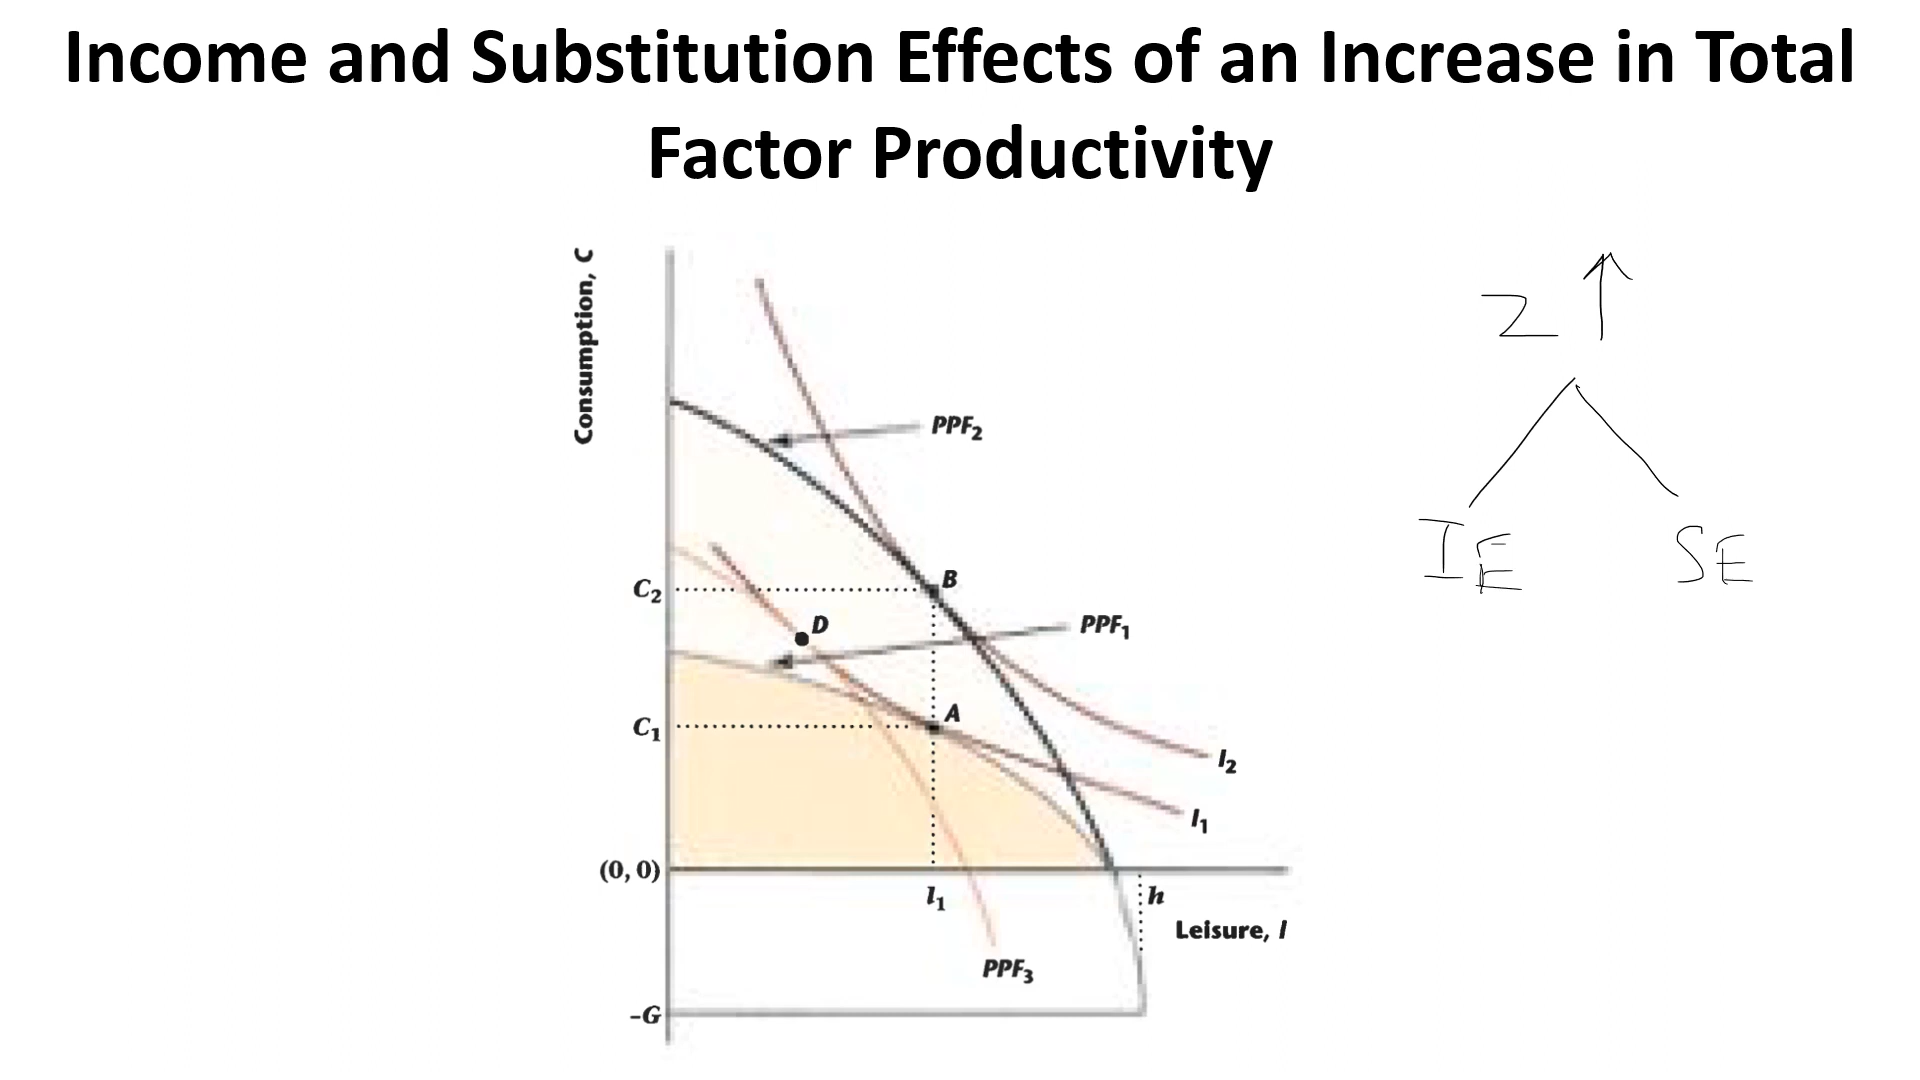 Income and Substitution Effects of an Increase in Total
Factor Productivity
Consumption, C
z ↑
IE SE
PPF₂
C₂
B
D
PPF₁
C₁
A
I₂
I₁
(0, 0)
l₁
h
Leisure, l
PPF₃
–G